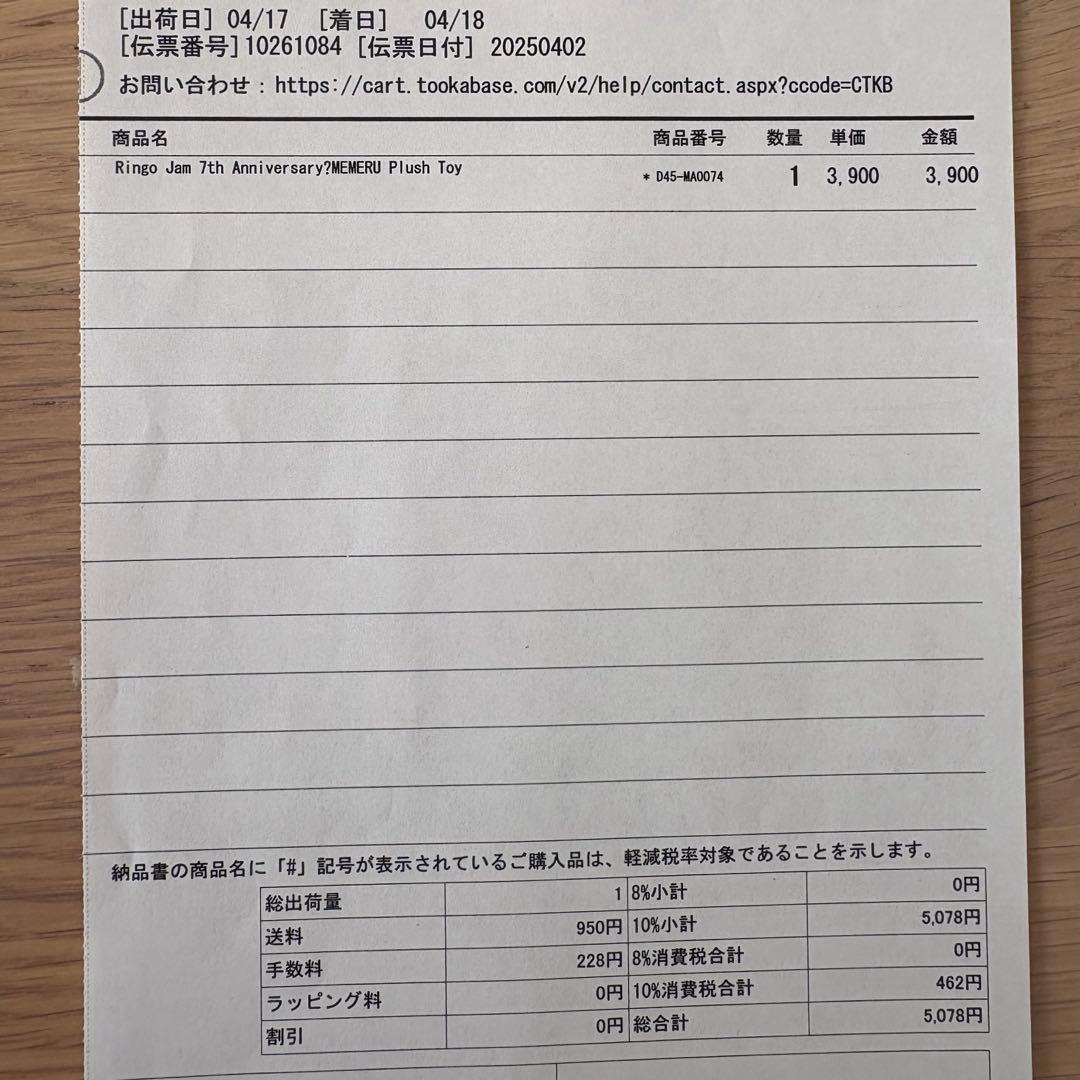 [出荷日] 04/17 [着日] 04/18
[伝票番号]10261084 [伝票日付] 20250402
お問い合わせ : https://cart.tookabase.com/v2/help/contact.aspx?ccode=CTKB
商品名 商品番号 数量 単価 金額
Ringo Jam 7th Anniversary?MEMERU Plush Toy * D45-MA0074 1 3,900 3,900
納品書の商品名に「#」記号が表示されているご購入品は、軽減税率対象であることを示します。
総出荷量 1 8%小計 0円
送料 950円 10%小計 5,078円
手数料 228円 8%消費税合計 0円
ラッピング料 0円 10%消費税合計 462円
割引 0円 総合計 5,078円